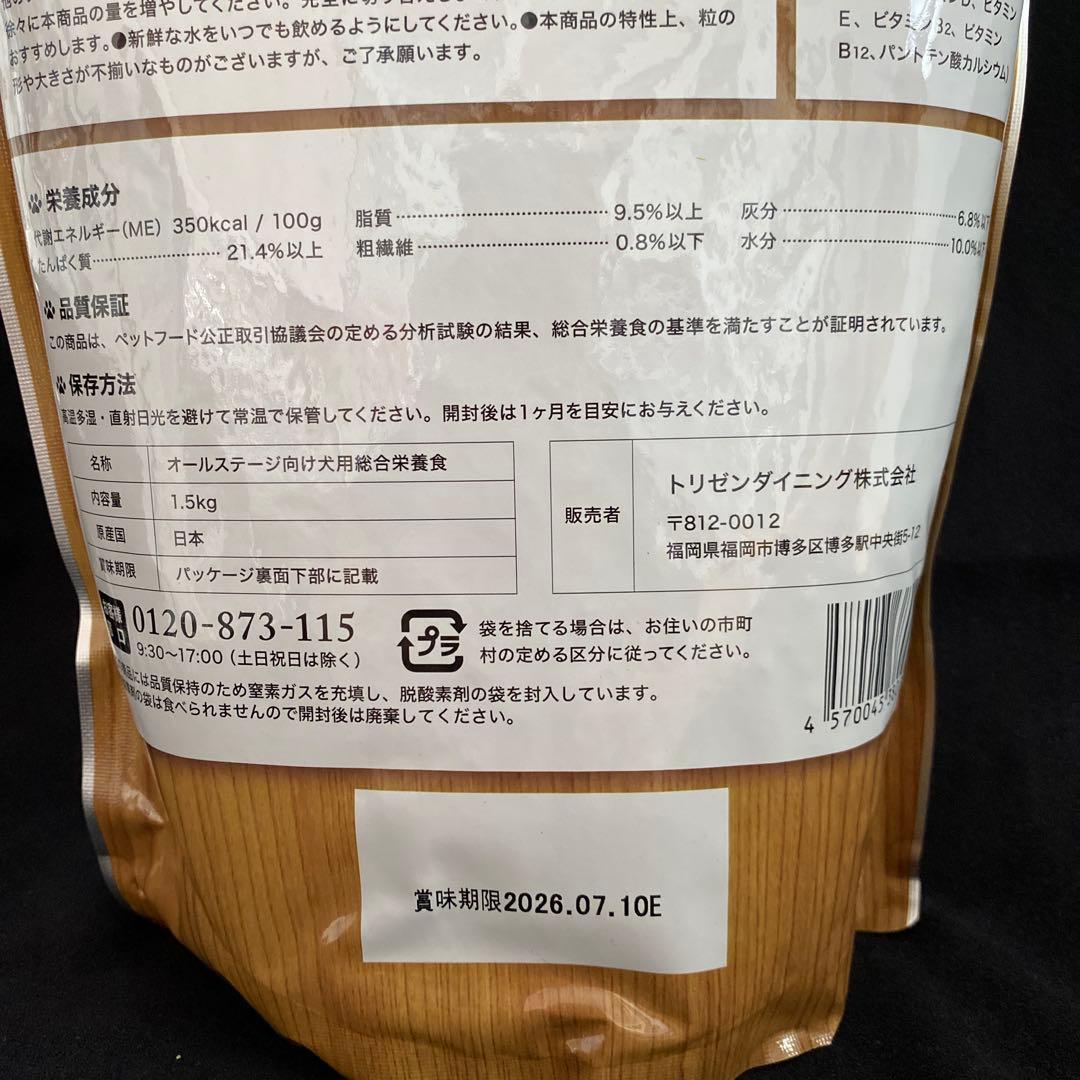 徐々に本商品の量を増やしてください。
おすすめします。●新鮮な水をいつでも飲めるようにしてください。●本商品の特性上、粒の
形や大きさが不揃いなものがございますが、ご了承願います。
ビタミン
E、ビタミンB2、ビタミン
B12、パントテン酸カルシウム)
栄養成分
代謝エネルギー(ME) 350kcal / 100g
たんぱく質 21.4%以上
脂質 9.5%以上
粗繊維 0.8%以下
灰分 6.8%以下
水分 10.0%以下
品質保証
この商品は、ペットフード公正取引協議会の定める分析試験の結果、総合栄養食の基準を満たすことが証明されています。
保存方法
高温多湿・直射日光を避けて常温で保管してください。開封後は1ヶ月を目安にお与えください。
名称 オールステージ向け犬用総合栄養食
内容量 1.5kg
原産国 日本
賞味期限 パッケージ裏面下部に記載
販売者
トリゼンダイニング株式会社
〒812-0012
福岡県福岡市博多区博多駅中央街5-12
0120-873-115
9:30〜17:00 (土日祝日は除く)
プラ
袋を捨てる場合は、お住いの市町
村の定める区分に従ってください。
には品質保持のため窒素ガスを充填し、脱酸素剤の袋を封入しています。
の袋は食べられませんので開封後は廃棄してください。
4 570045
賞味期限2026.07.10E